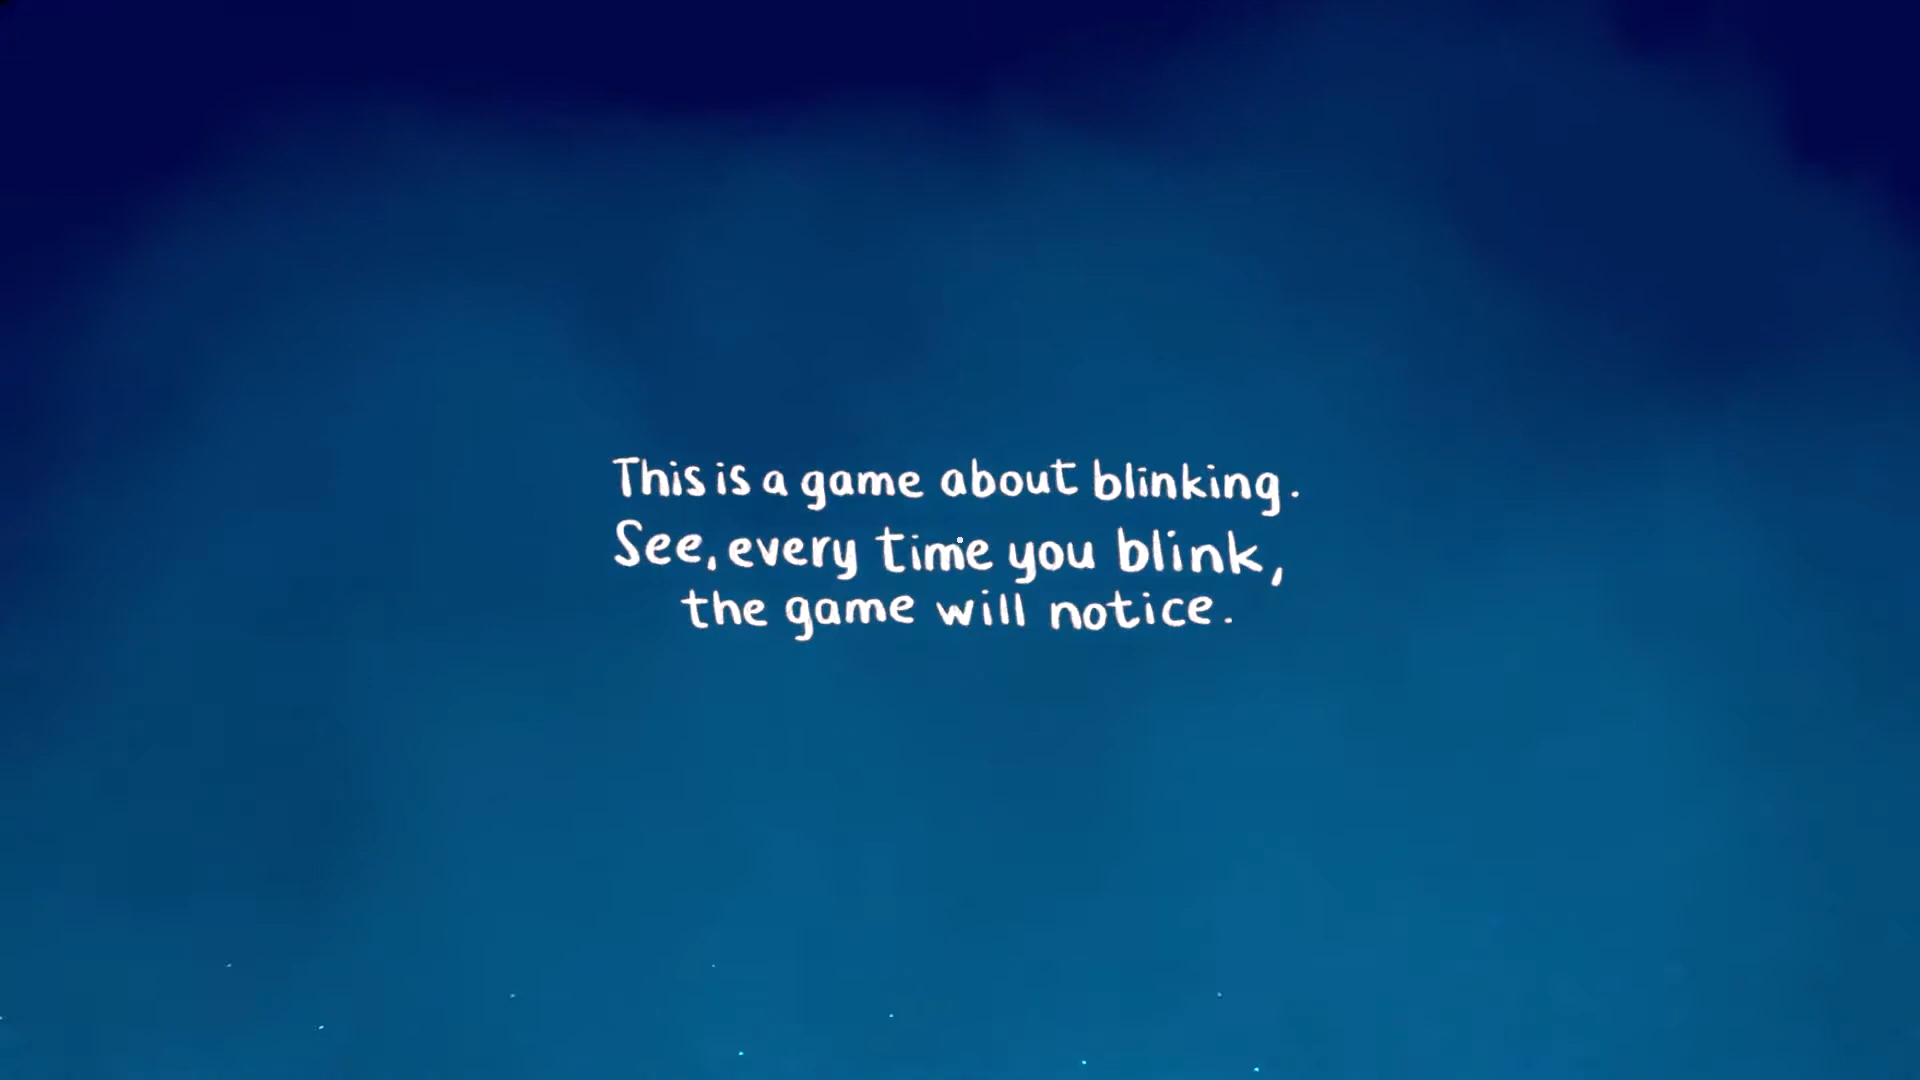 This is a game about blinking.
See, every time you blink,
the game will notice.